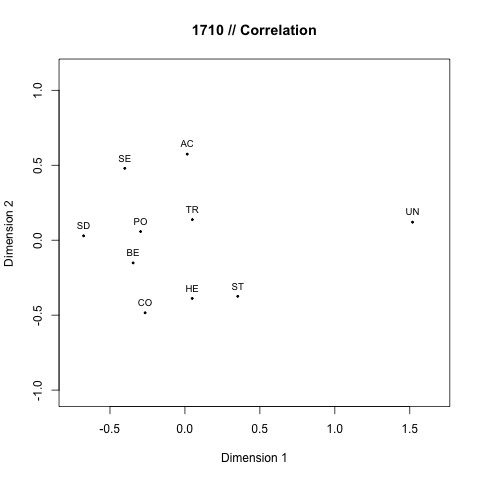 1710 // Correlation
Dimension 2
1.0
0.5
0.0
-0.5
-1.0
AC
SE
UN
TR
PO
SD
BE
ST
HE
CO
-0.5 0.0 0.5 1.0 1.5
Dimension 1